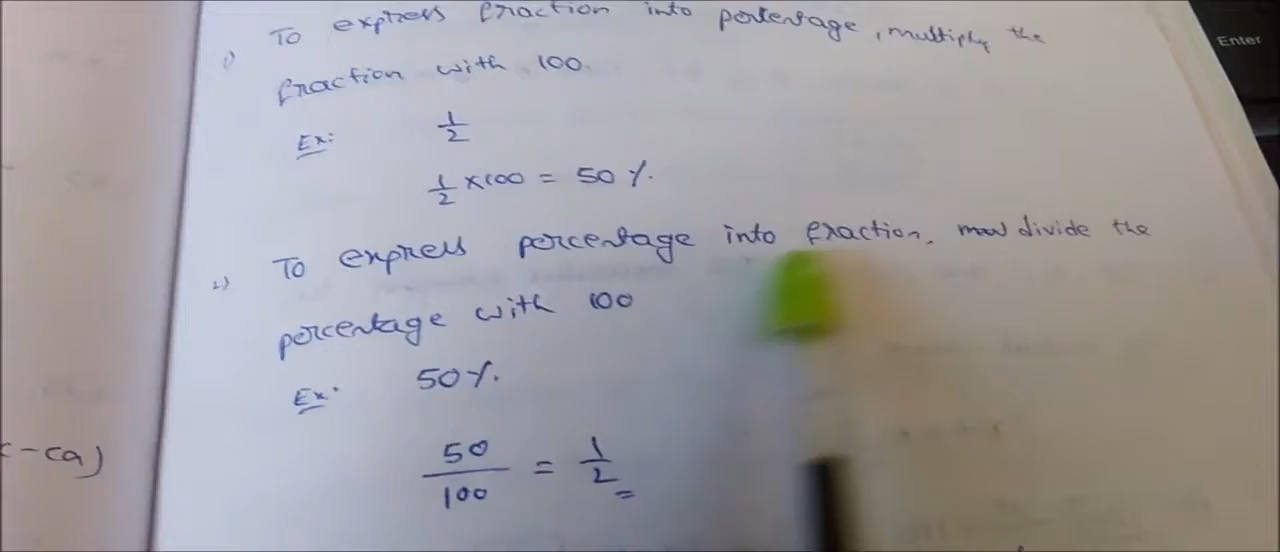 1) To express fraction into percentage, multiply the
fraction with 100.
Ex: 1/2
1/2 × 100 = 50 %.
2) To express percentage into fraction, divide the
percentage with 100
Ex: 50 %.
50/100 = 1/2
-ca)
Enter